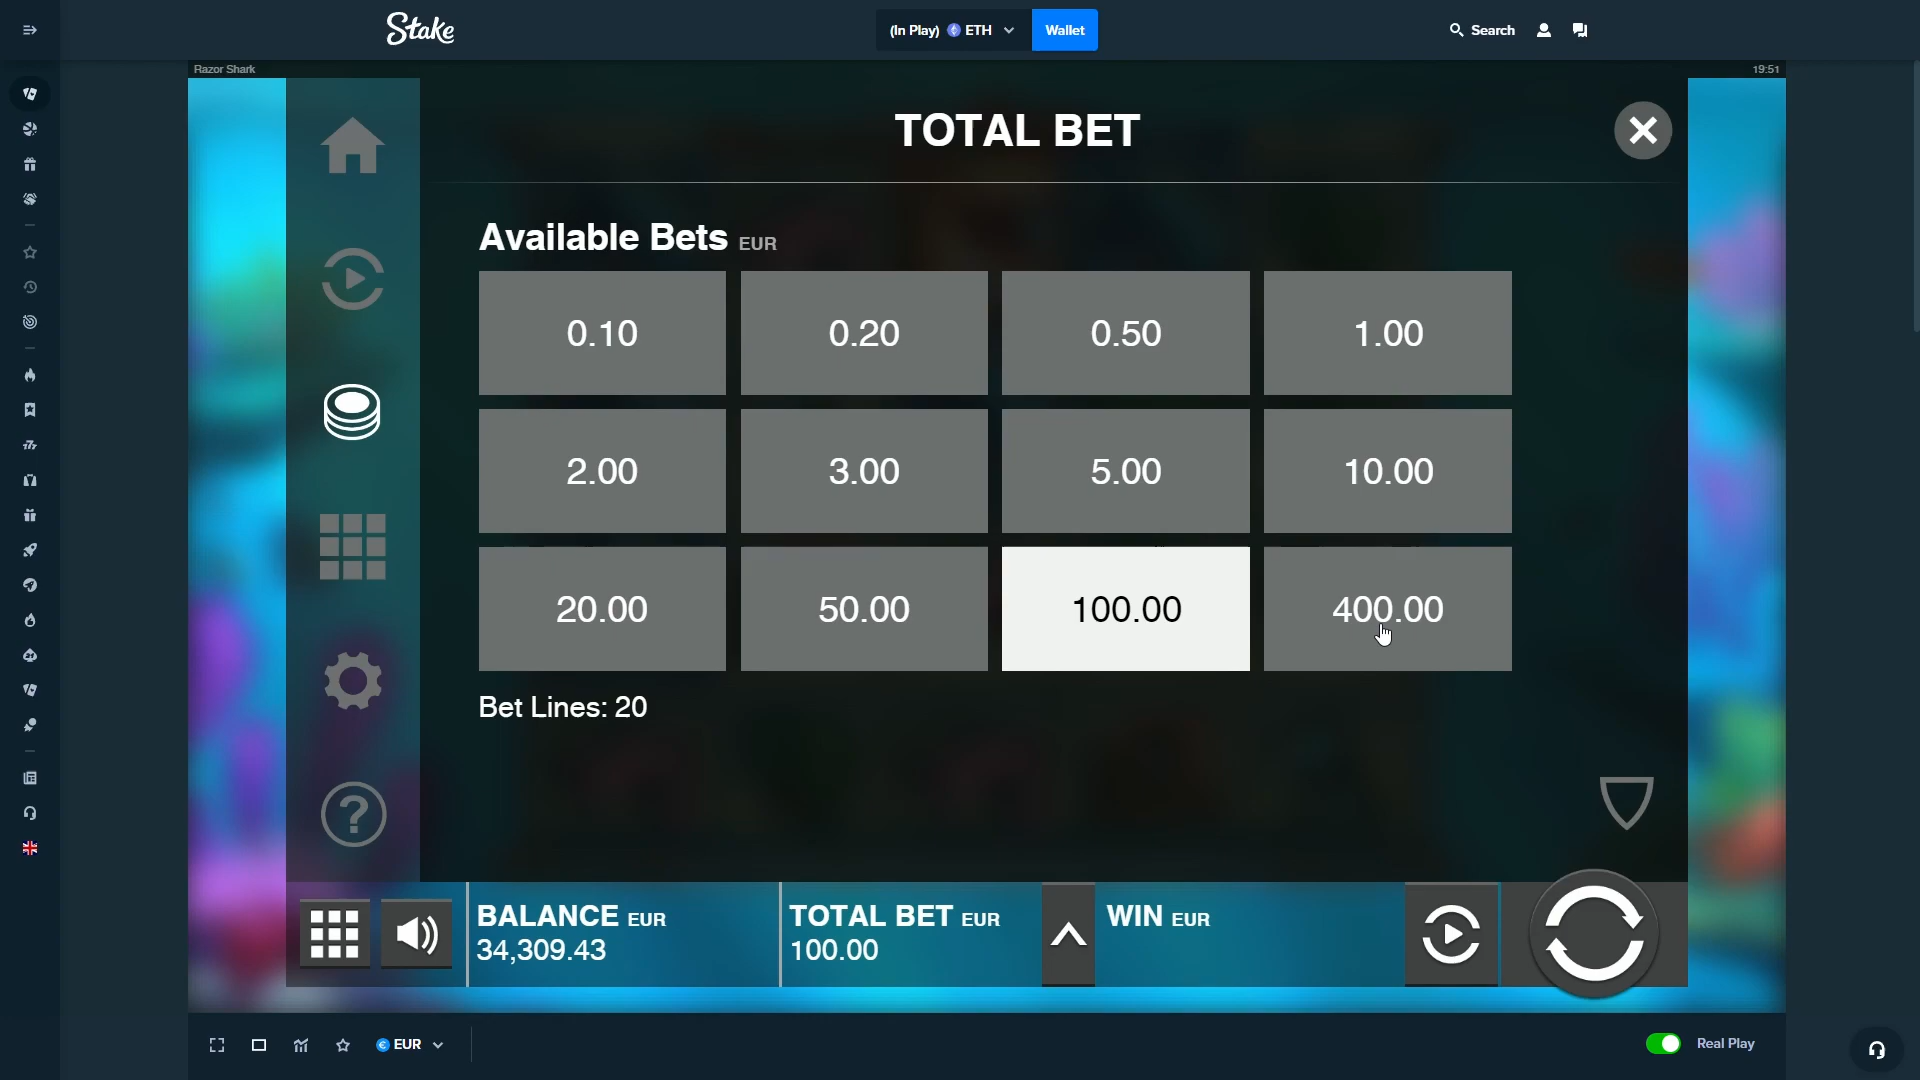 Stake
(In Play) ETH
Wallet
Search
Razor Shark
19:51
TOTAL BET
Available Bets EUR
0.10
0.20
0.50
1.00
2.00
3.00
5.00
10.00
20.00
50.00
100.00
400.00
Bet Lines: 20
?
BALANCE EUR
34,309.43
TOTAL BET EUR
100.00
WIN EUR
EUR
Real Play